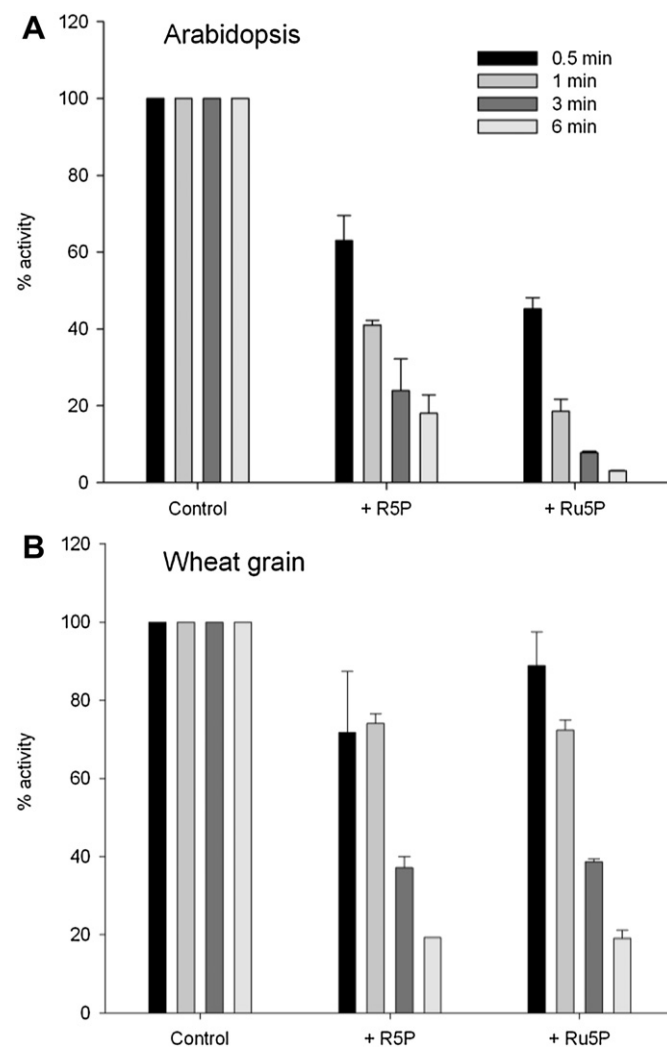 A
Arabidopsis
120
100
80
60
40
20
0
% activity
0.5 min
1 min
3 min
6 min
Control
+ R5P
+ Ru5P
B
Wheat grain
120
100
80
60
40
20
0
% activity
Control
+ R5P
+ Ru5P